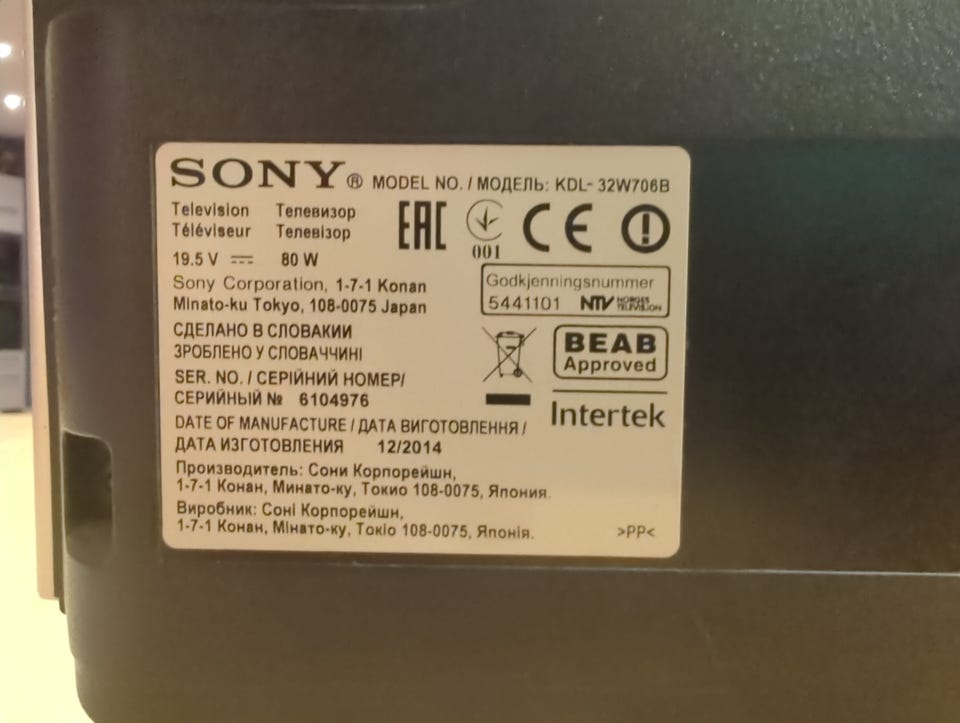 SONY® MODEL NO. / МОДЕЛЬ: KDL- 32W706B
Television Телевизор
Téléviseur Телевізор
19.5 V 80 W
Sony Corporation, 1-7-1 Konan
Minato-ku Tokyo, 108-0075 Japan
СДЕЛАНО В СЛОВАКИИ
ЗРОБЛЕНО У СЛОВАЧЧИНІ
SER. NO. / СЕРІЙНИЙ НОМЕР/
СЕРИЙНЫЙ № 6104976
DATE OF MANUFACTURE / ДАТА ВИГОТОВЛЕННЯ /
ДАТА ИЗГОТОВЛЕНИЯ 12/2014
Производитель: Сони Корпорейшн,
1-7-1 Конан, Минато-ку, Токио 108-0075, Япония.
Виробник: Соні Корпорейшн,
1-7-1 Конан, Мінато-ку, Токіо 108-0075, Японія.
EAC
001
CE
Godkjenningsnummer
5441101 NTV NORGES
TELEVISION
BEAB
Approved
Intertek
>PP<